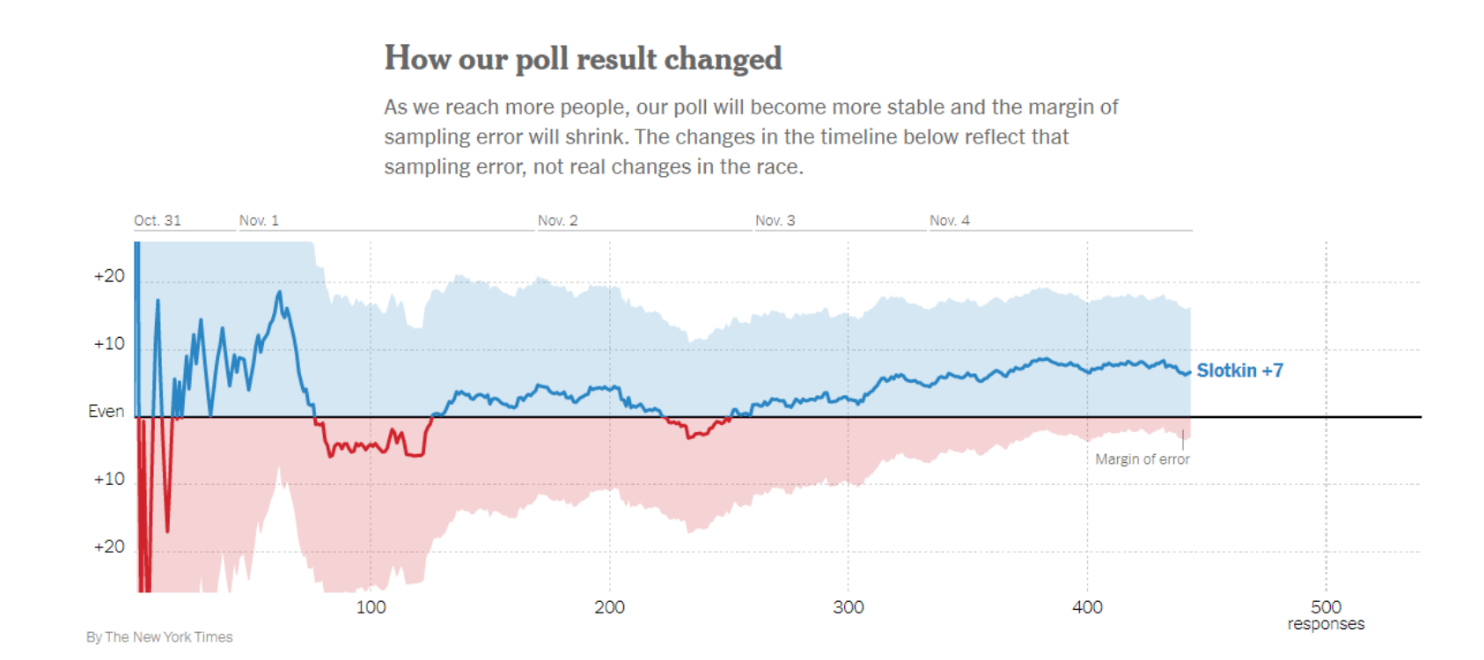 How our poll result changed
As we reach more people, our poll will become more stable and the margin of
sampling error will shrink. The changes in the timeline below reflect that
sampling error, not real changes in the race.
Oct. 31 Nov. 1 Nov. 2 Nov. 3 Nov. 4
+20
+10
Slotkin +7
Even
Margin of error
+10
+20
100 200 300 400 500
responses
By The New York Times